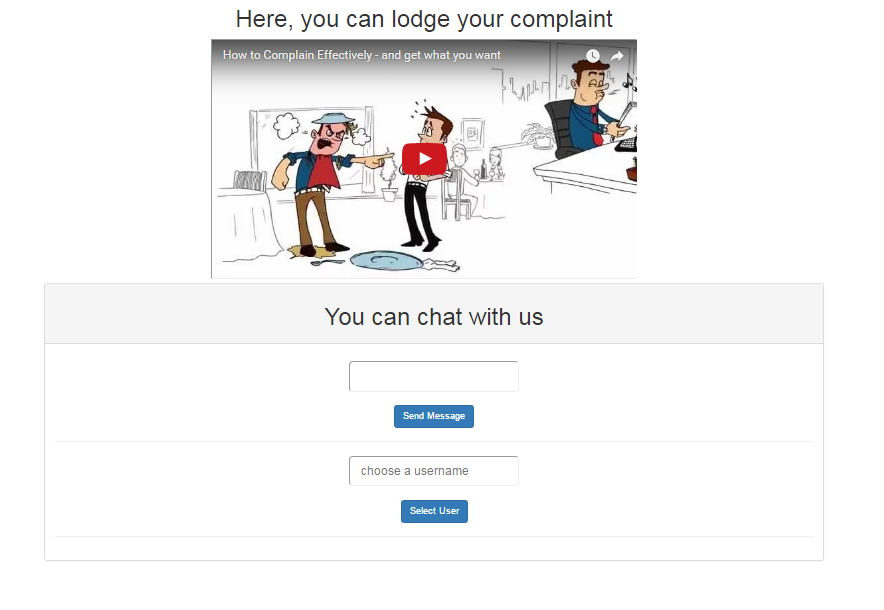 Here, you can lodge your complaint
How to Complain Effectively - and get what you want
24
You can chat with us
Send Message
choose a username
Select User